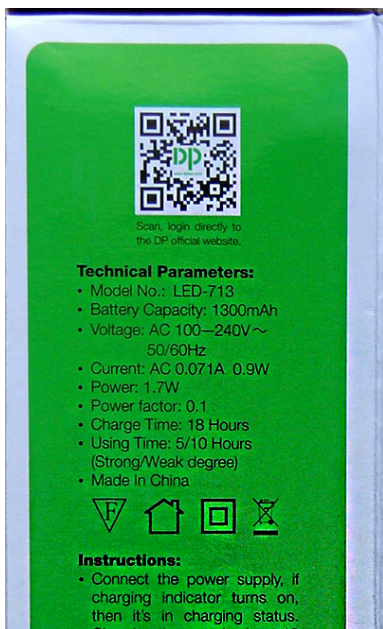 DP
Scan, login directly to
the DP official website.
Technical Parameters:
• Model No.: LED-713
• Battery Capacity: 1300mAh
• Voltage: AC 100—240V～
50/60Hz
• Current: AC 0.071A 0.9W
• Power: 1.7W
• Power factor: 0.1
• Charge Time: 18 Hours
• Using Time: 5/10 Hours
(Strong/Weak degree)
• Made In China
F
Instructions:
• Connect the power supply, if
charging indicator turns on,
then it's in charging status.